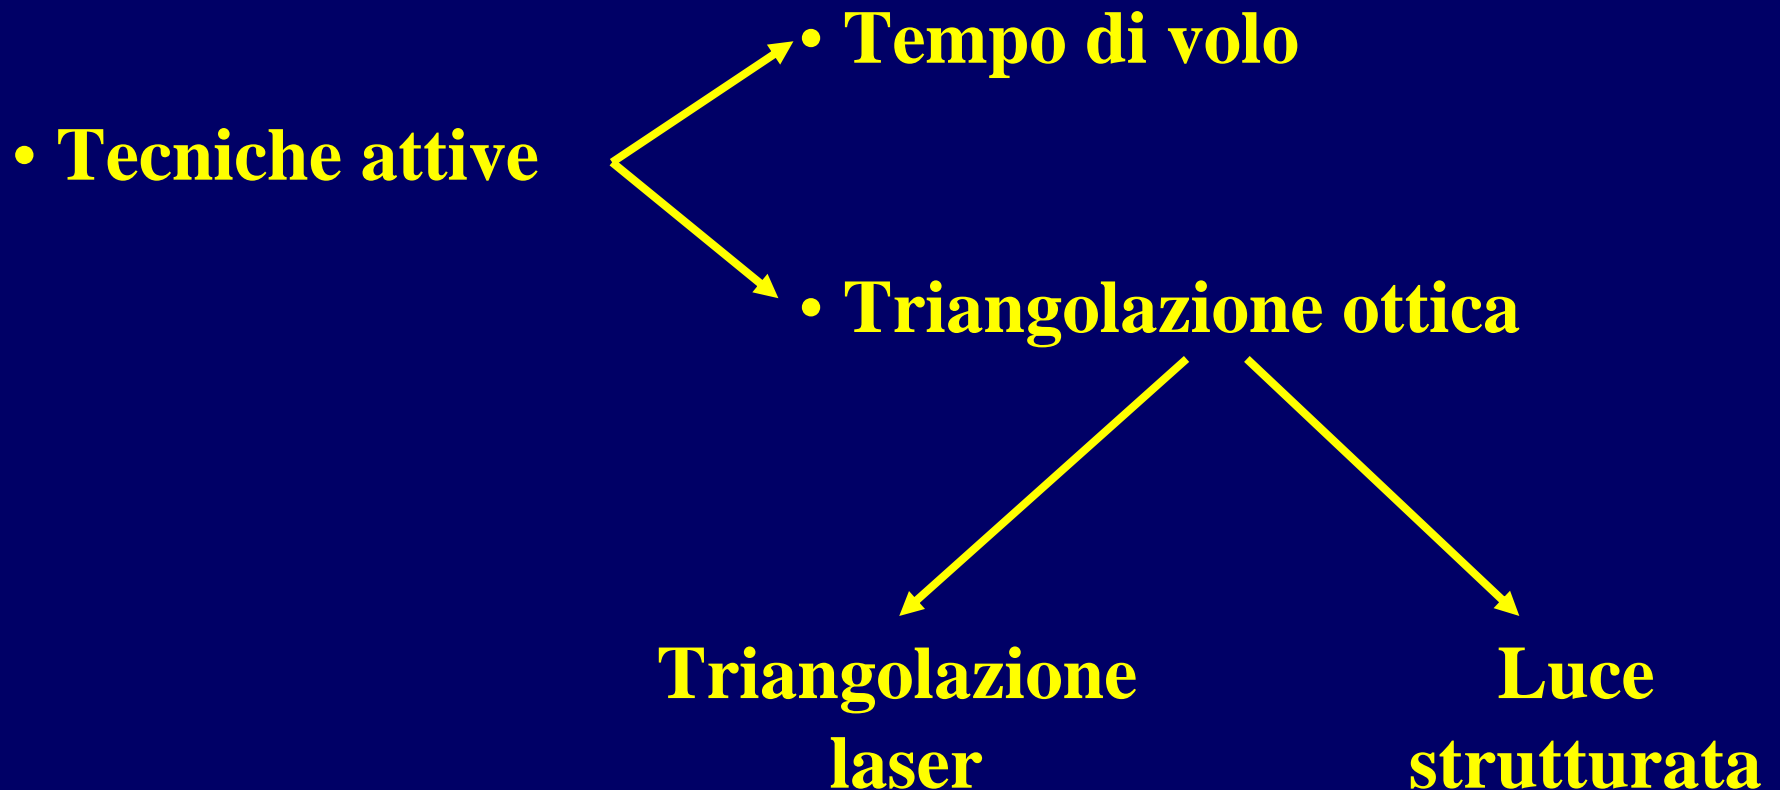 • Tempo di volo
• Tecniche attive
• Triangolazione ottica
Triangolazione
laser
Luce
strutturata